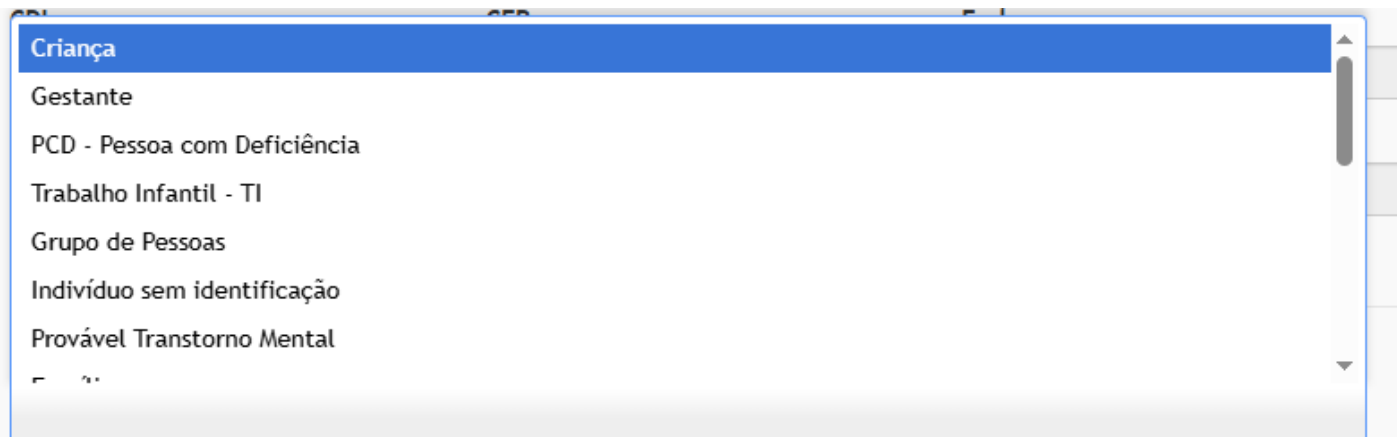 Criança
Gestante
PCD - Pessoa com Deficiência
Trabalho Infantil - TI
Grupo de Pessoas
Indivíduo sem identificação
Provável Transtorno Mental